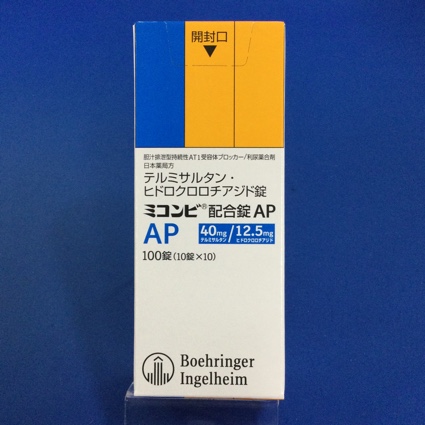 開封口
胆汁排泄型持続性AT1受容体ブロッカー/利尿薬合剤
日本薬局方
テルミサルタン・
ヒドロクロロチアジド錠
ミコンビ®配合錠AP
AP 40mg/12.5mg
テルミサルタン ヒドロクロロチアジド
100錠(10錠×10)
Boehringer
Ingelheim